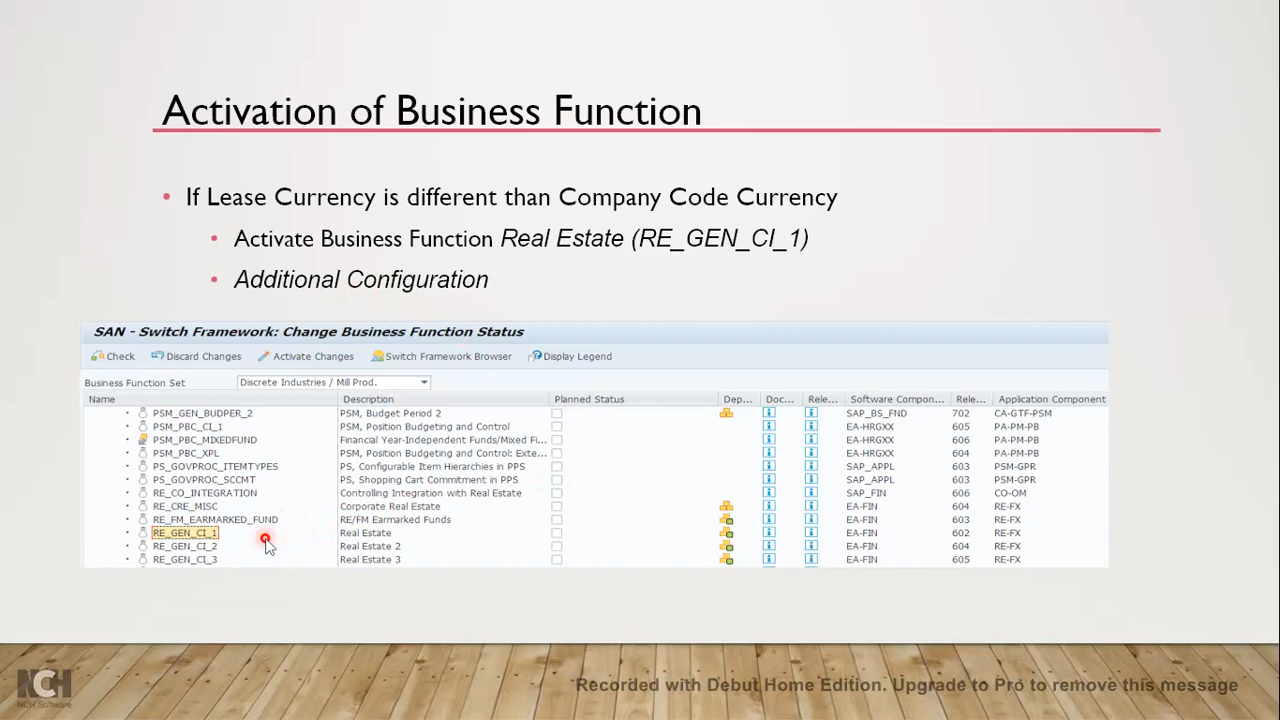 Activation of Business Function
• If Lease Currency is different than Company Code Currency
• Activate Business Function Real Estate (RE_GEN_CI_1)
• Additional Configuration
SAN - Switch Framework: Change Business Function Status
Check Discard Changes Activate Changes Switch Framework Browser Display Legend
Business Function Set Discrete Industries / Mill Prod.
Name Description Planned Status Dep... Doc... Rele... Software Compon... Rele... Application Component
PSM_GEN_BUDPER_2 PSM, Budget Period 2 SAP_BS_FND 702 CA-GTF-PSM
PSM_PBC_CI_1 PSM, Position Budgeting and Control EA-HRGXX 605 PA-PM-PB
PSM_PBC_MIXEDFUND Financial Year-Independent Funds/Mixed Fi... EA-HRGXX 606 PA-PM-PB
PSM_PBC_XPL PSM, Position Budgeting and Control: Exte... EA-HRGXX 604 PA-PM-PB
PS_GOVPROC_ITEMTYPES PS, Configurable Item Hierarchies in PPS SAP_APPL 603 PSM-GPR
PS_GOVPROC_SCCMT PS, Shopping Cart Commitment in PPS SAP_APPL 603 PSM-GPR
RE_CO_INTEGRATION Controlling Integration with Real Estate SAP_FIN 606 CO-OM
RE_CRE_MISC Corporate Real Estate EA-FIN 604 RE-FX
RE_FM_EARMARKED_FUND RE/FM Earmarked Funds EA-FIN 603 RE-FX
RE_GEN_CI_1 Real Estate EA-FIN 602 RE-FX
RE_GEN_CI_2 Real Estate 2 EA-FIN 604 RE-FX
RE_GEN_CI_3 Real Estate 3 EA-FIN 605 RE-FX
NCH
NCH Software
Recorded with Debut Home Edition. Upgrade to Pro to remove this message